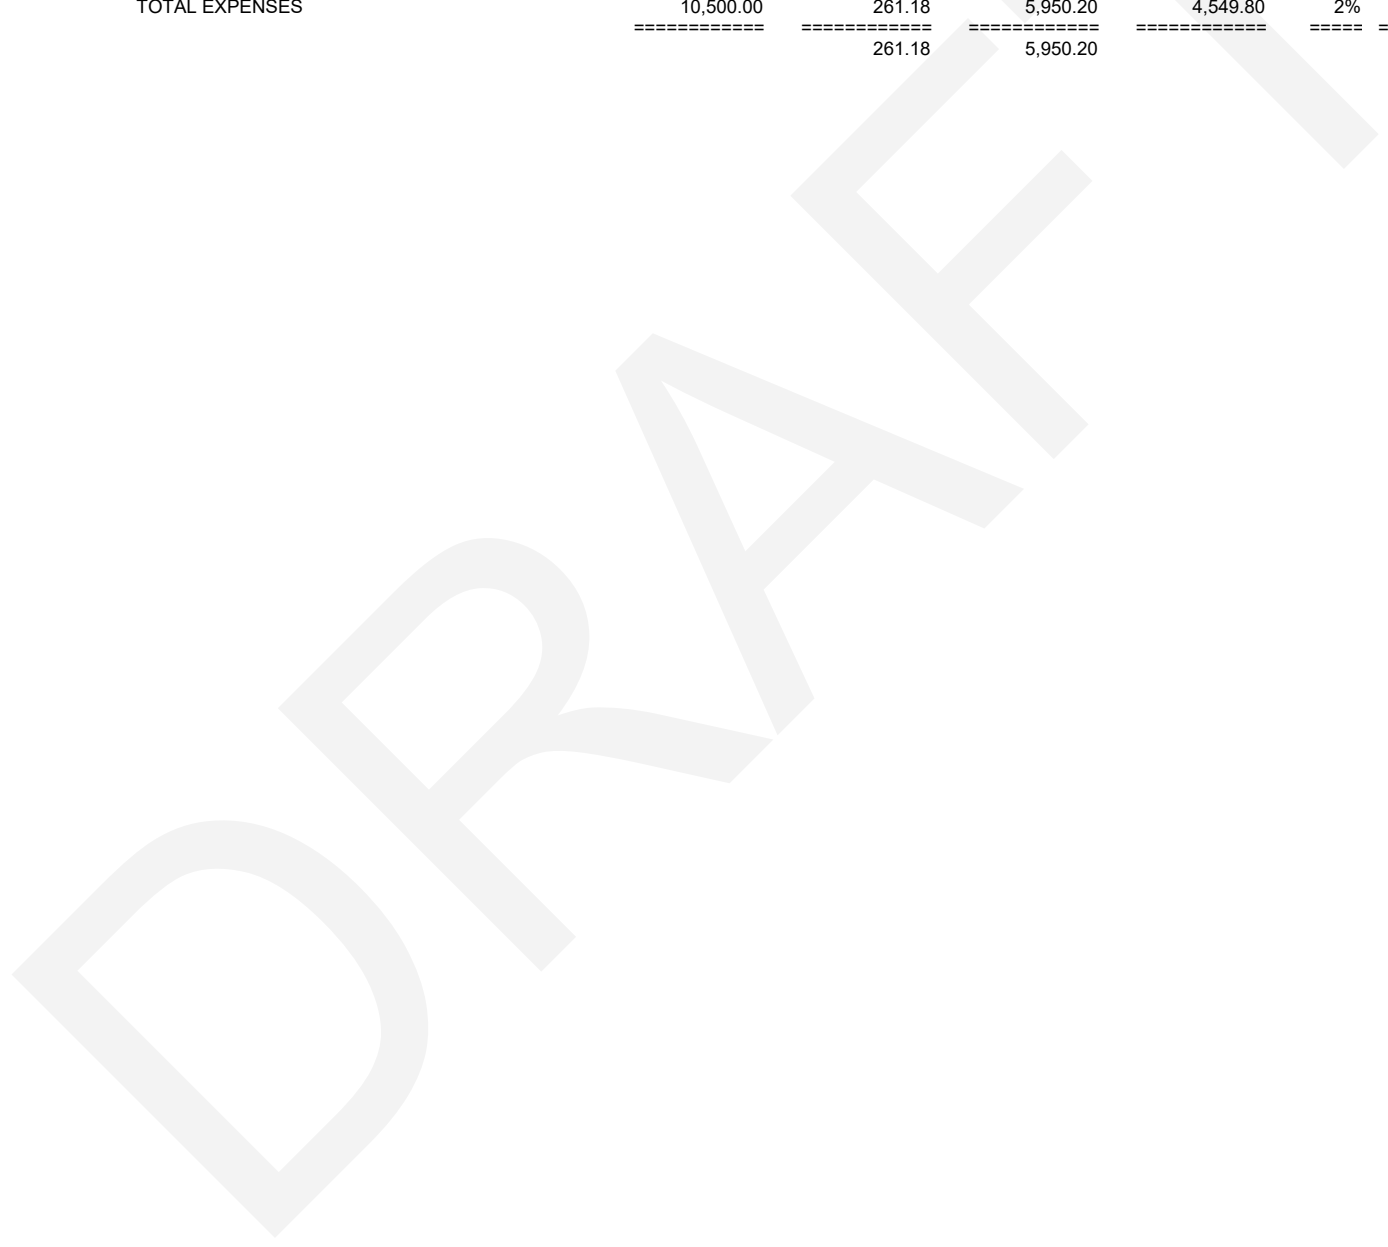 TOTAL EXPENSES 10,500.00 261.18 5,950.20 4,549.80 2%
============ ============ ============ ============ ===== =
261.18 5,950.20
DRAFT